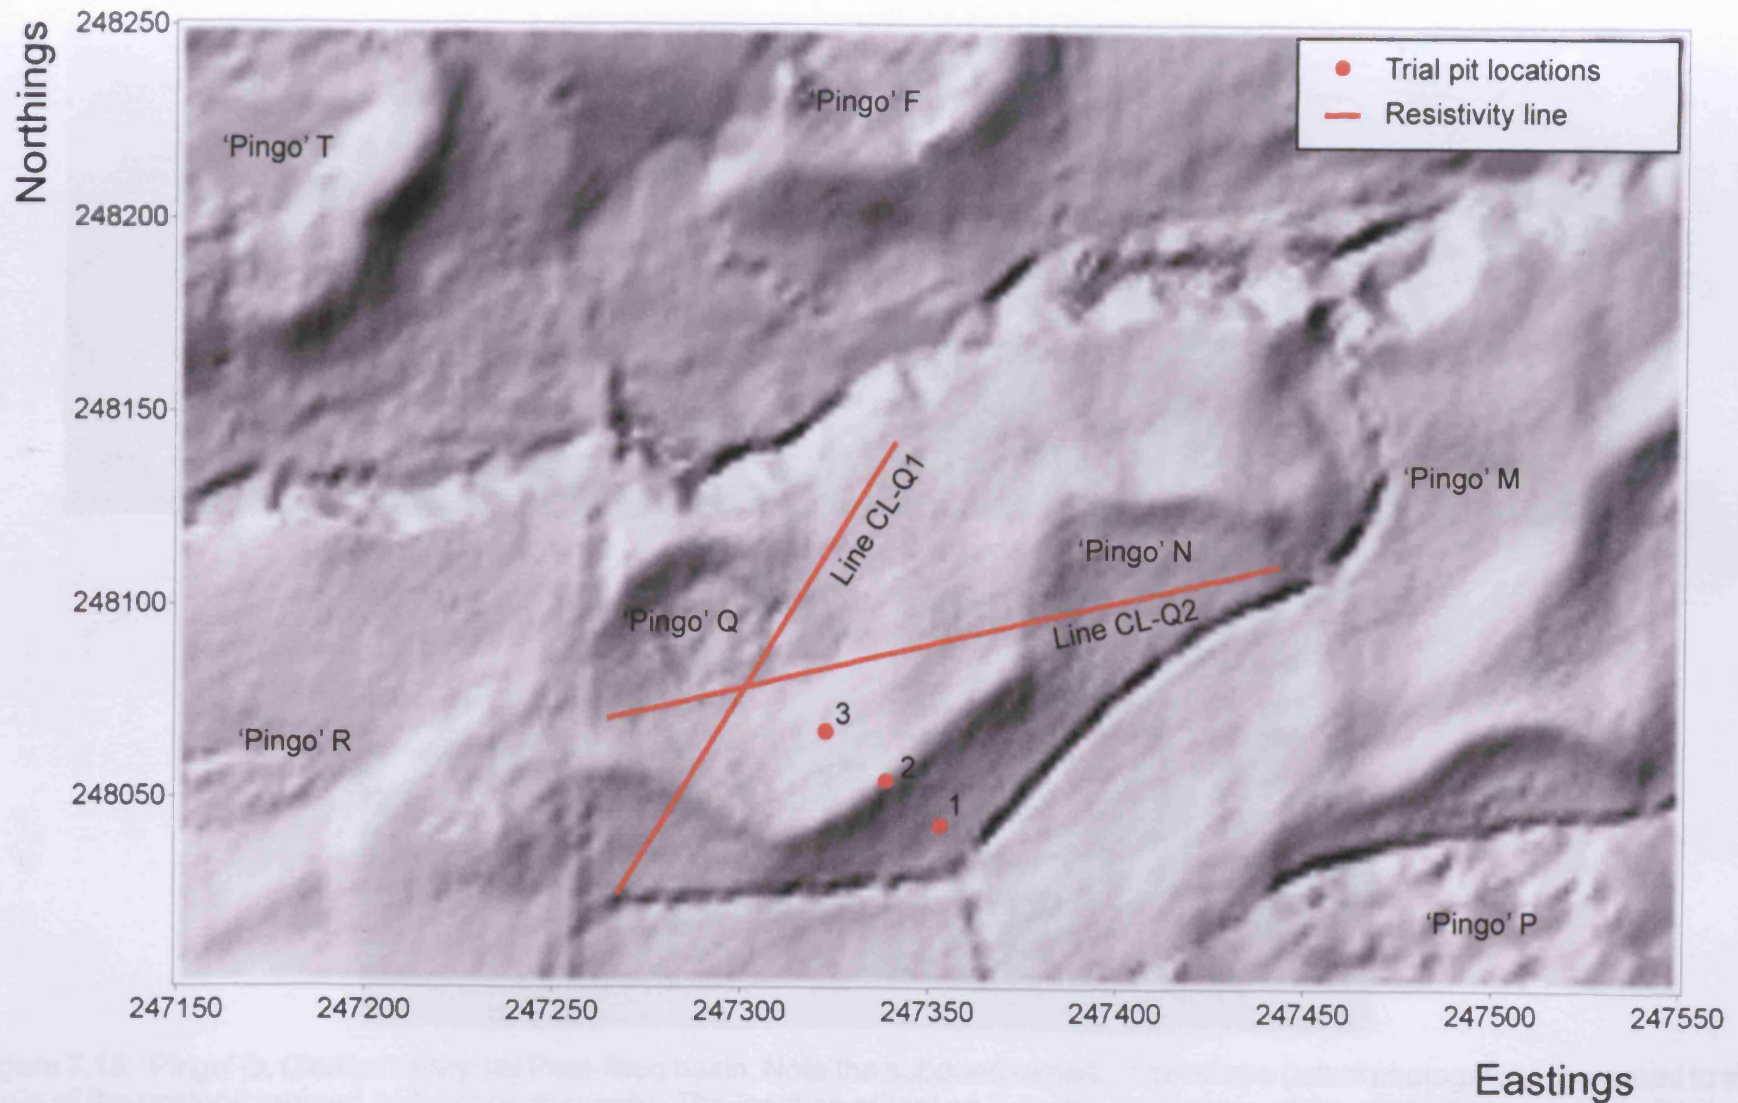 Northings
248250
248200
248150
248100
248050
Trial pit locations
Resistivity line
'Pingo' T
'Pingo' F
'Pingo' M
'Pingo' N
'Pingo' Q
'Pingo' R
'Pingo' P
Line CL-Q1
Line CL-Q2
3
2
1
247150
247200
247250
247300
247350
247400
247450
247500
247550
Eastings